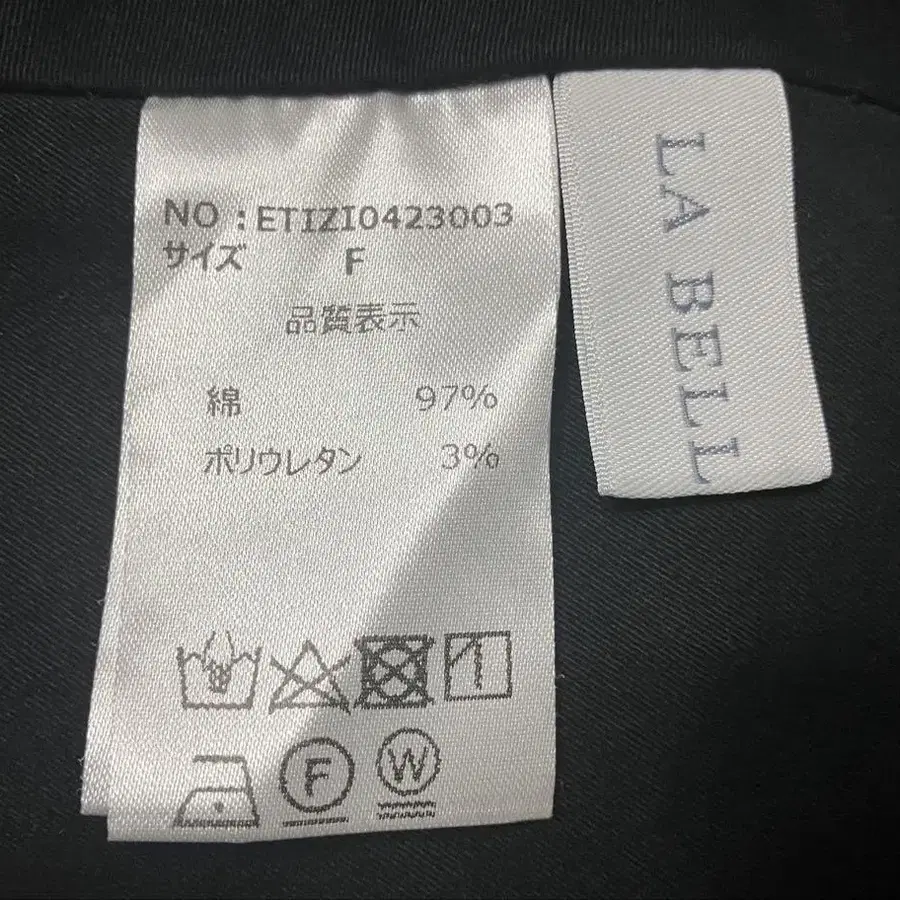 NO : ETIZI0423003
サイズ F
品質表示
綿 97%
ポリウレタン 3%
F
W
LA BELL